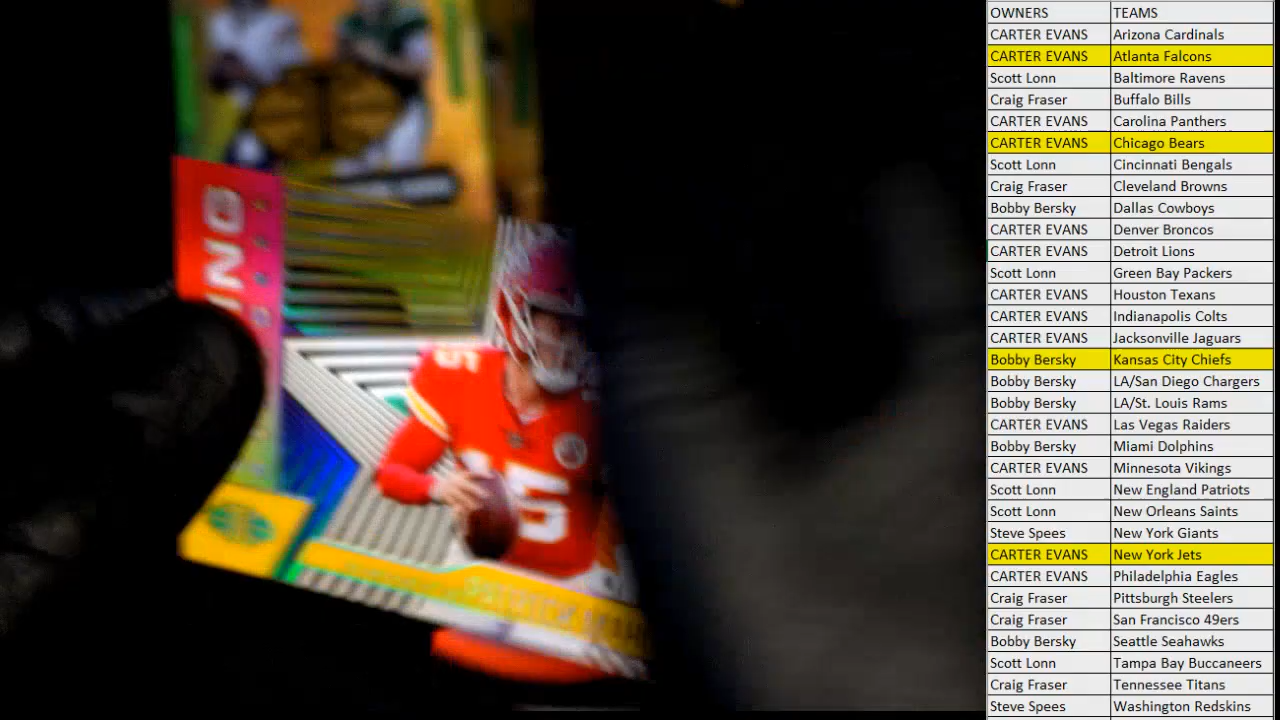 OWNERS TEAMS
CARTER EVANS Arizona Cardinals
CARTER EVANS Atlanta Falcons
Scott Lonn Baltimore Ravens
Craig Fraser Buffalo Bills
CARTER EVANS Carolina Panthers
CARTER EVANS Chicago Bears
Scott Lonn Cincinnati Bengals
Craig Fraser Cleveland Browns
Bobby Bersky Dallas Cowboys
CARTER EVANS Denver Broncos
CARTER EVANS Detroit Lions
Scott Lonn Green Bay Packers
CARTER EVANS Houston Texans
CARTER EVANS Indianapolis Colts
CARTER EVANS Jacksonville Jaguars
Bobby Bersky Kansas City Chiefs
Bobby Bersky LA/San Diego Chargers
Bobby Bersky LA/St. Louis Rams
CARTER EVANS Las Vegas Raiders
Bobby Bersky Miami Dolphins
CARTER EVANS Minnesota Vikings
Scott Lonn New England Patriots
Scott Lonn New Orleans Saints
Steve Spees New York Giants
CARTER EVANS New York Jets
CARTER EVANS Philadelphia Eagles
Craig Fraser Pittsburgh Steelers
Craig Fraser San Francisco 49ers
Bobby Bersky Seattle Seahawks
Scott Lonn Tampa Bay Buccaneers
Craig Fraser Tennessee Titans
Steve Spees Washington Redskins
15